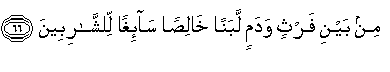 مِنۢ بَيْنِ فَرْثٍ وَدَمٍ لَّبَنًا خَالِصًا سَآئِغًا لِّلشَّٰرِبِينَ ﴿٦٦﴾